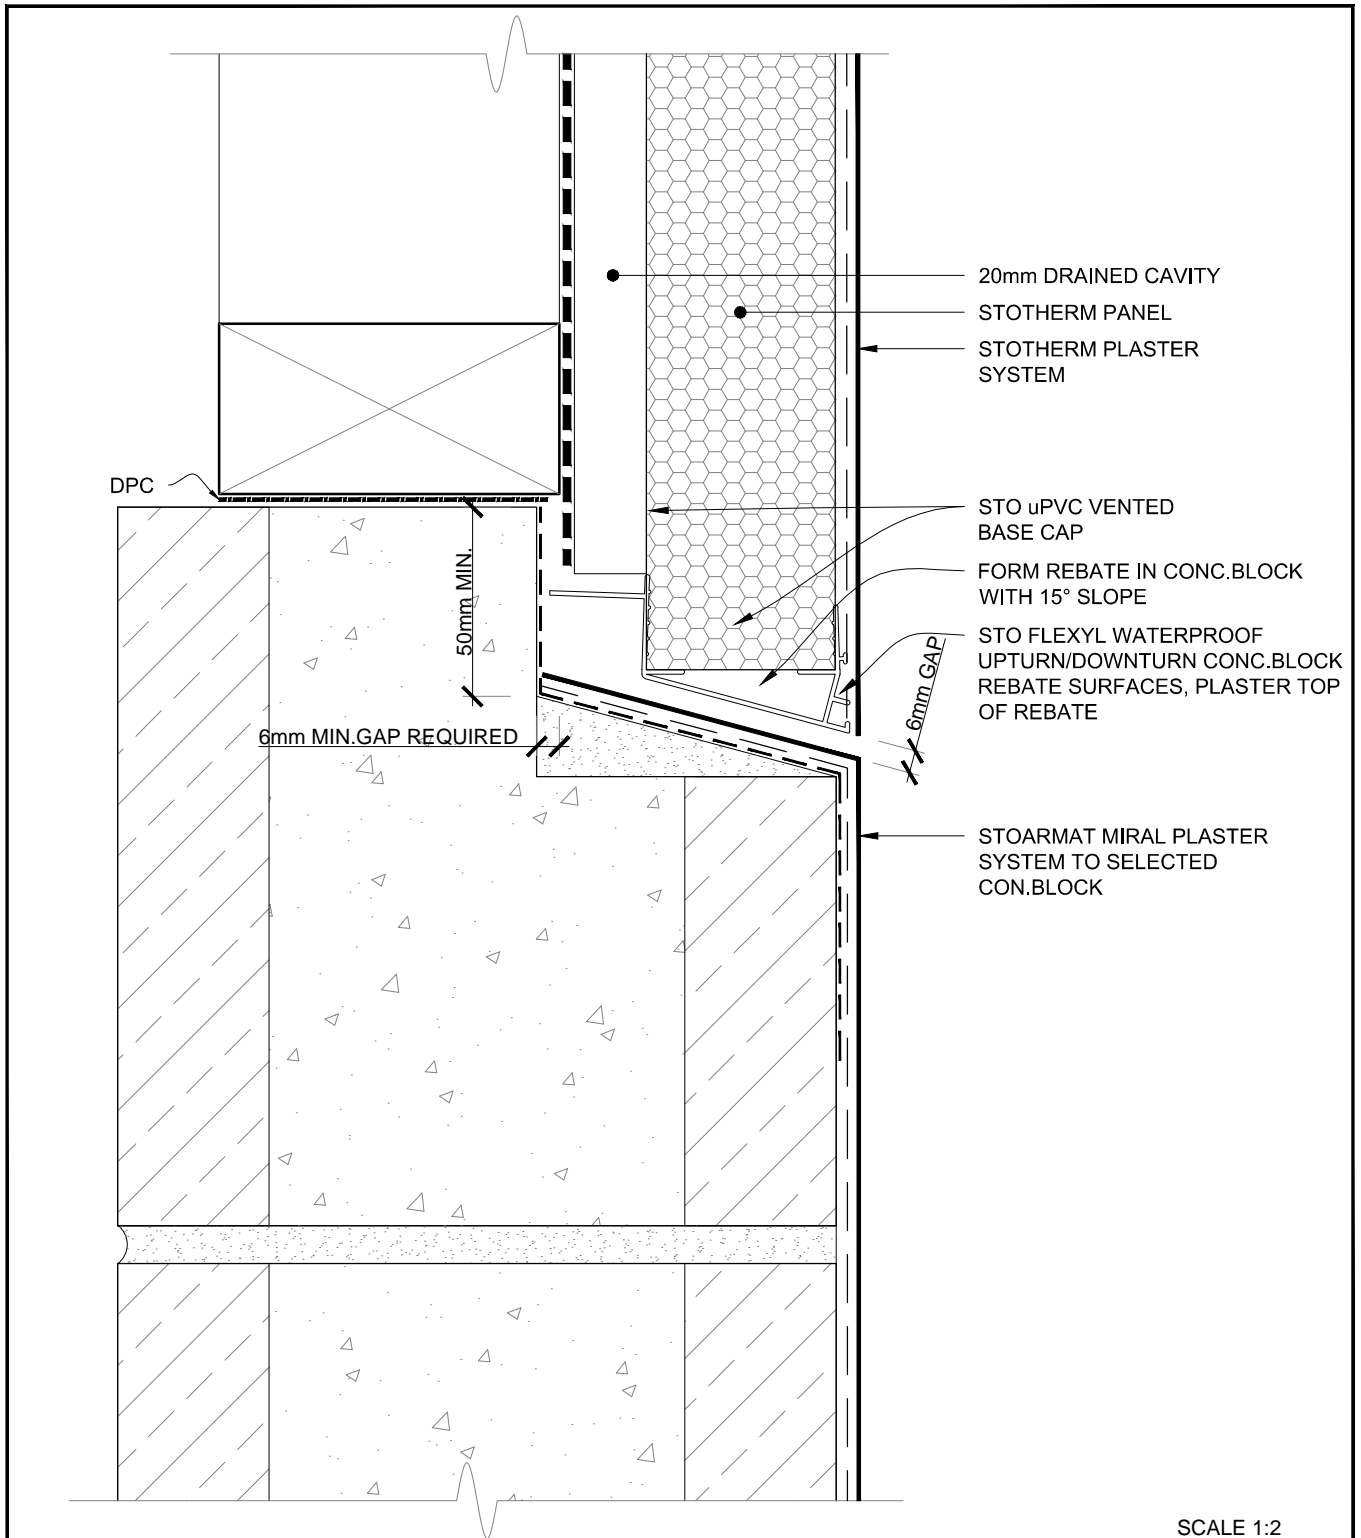 20mm DRAINED CAVITY
STOTHERM PANEL
STOTHERM PLASTER
SYSTEM
DPC
STO uPVC VENTED
BASE CAP
50mm MIN.
FORM REBATE IN CONC.BLOCK
WITH 15° SLOPE
STO FLEXYL WATERPROOF
UPTURN/DOWNTURN CONC.BLOCK
REBATE SURFACES, PLASTER TOP
OF REBATE
6mm GAP
6mm MIN.GAP REQUIRED
STOARMAT MIRAL PLASTER
SYSTEM TO SELECTED
CON.BLOCK
SCALE 1:2